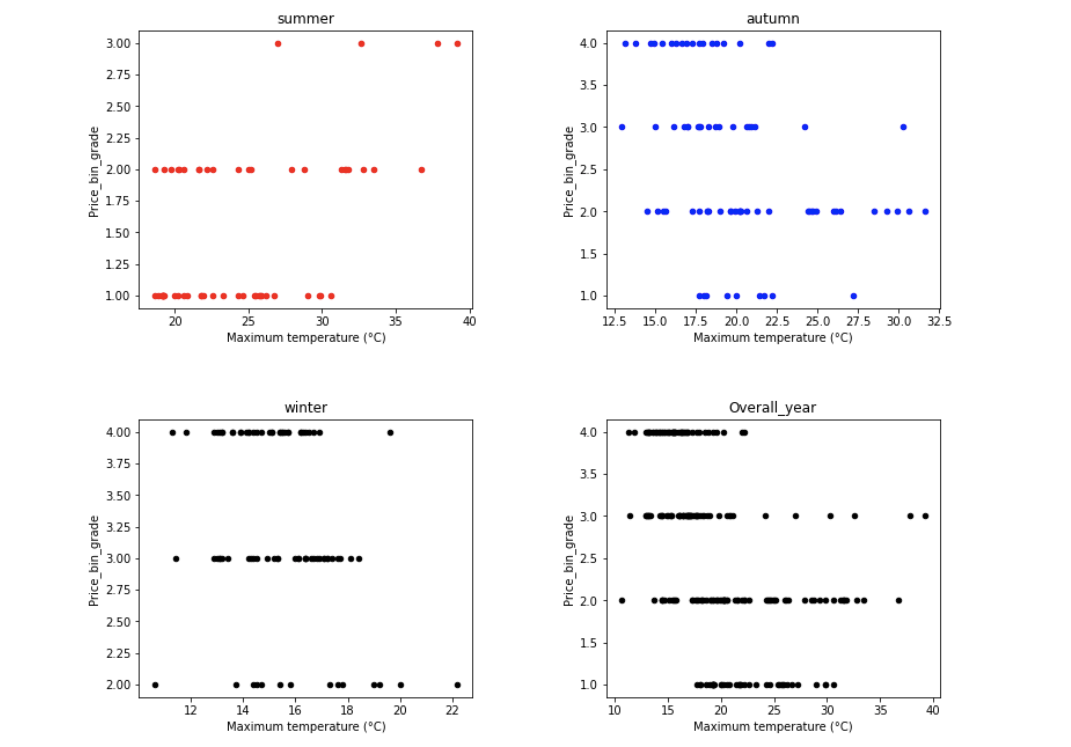 summer
3.00
2.75
2.50
2.25
2.00
1.75
1.50
1.25
1.00
Price_bin_grade
20 25 30 35 40
Maximum temperature (°C)
autumn
4.0
3.5
3.0
2.5
2.0
1.5
1.0
Price_bin_grade
12.5 15.0 17.5 20.0 22.5 25.0 27.5 30.0 32.5
Maximum temperature (°C)
winter
4.00
3.75
3.50
3.25
3.00
2.75
2.50
2.25
2.00
Price_bin_grade
12 14 16 18 20 22
Maximum temperature (°C)
Overall_year
4.0
3.5
3.0
2.5
2.0
1.5
1.0
Price_bin_grade
10 15 20 25 30 35 40
Maximum temperature (°C)